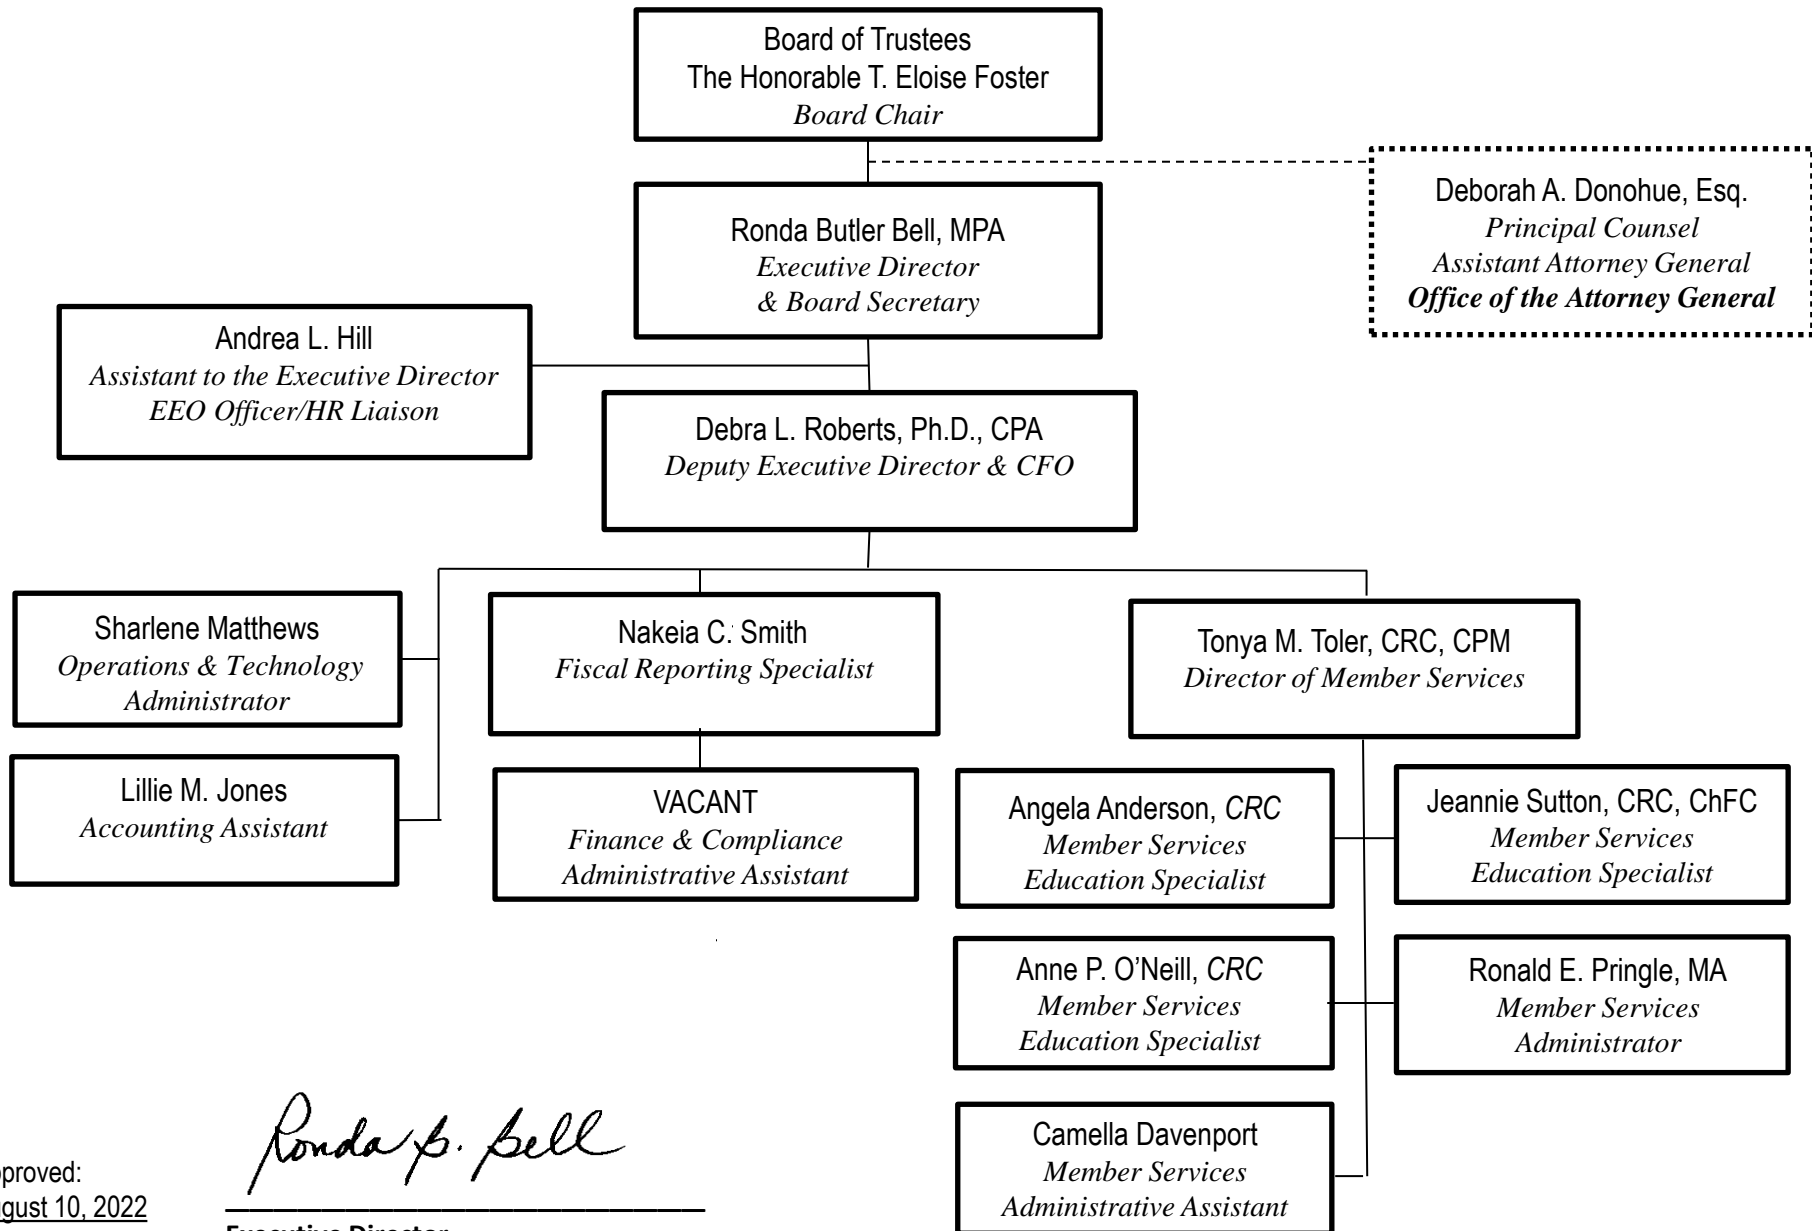 Board of Trustees
The Honorable T. Eloise Foster
Board Chair
Deborah A. Donohue, Esq.
Principal Counsel
Assistant Attorney General
Office of the Attorney General
Ronda Butler Bell, MPA
Executive Director
& Board Secretary
Andrea L. Hill
Assistant to the Executive Director
EEO Officer/HR Liaison
Debra L. Roberts, Ph.D., CPA
Deputy Executive Director & CFO
Sharlene Matthews
Operations & Technology
Administrator
Nakeia C. Smith
Fiscal Reporting Specialist
Tonya M. Toler, CRC, CPM
Director of Member Services
Lillie M. Jones
Accounting Assistant
VACANT
Finance & Compliance
Administrative Assistant
Angela Anderson, CRC
Member Services
Education Specialist
Jeannie Sutton, CRC, ChFC
Member Services
Education Specialist
Anne P. O’Neill, CRC
Member Services
Education Specialist
Ronald E. Pringle, MA
Member Services
Administrator
Camella Davenport
Member Services
Administrative Assistant
Ronda B. Bell
pproved:
gust 10, 2022
Executive Director